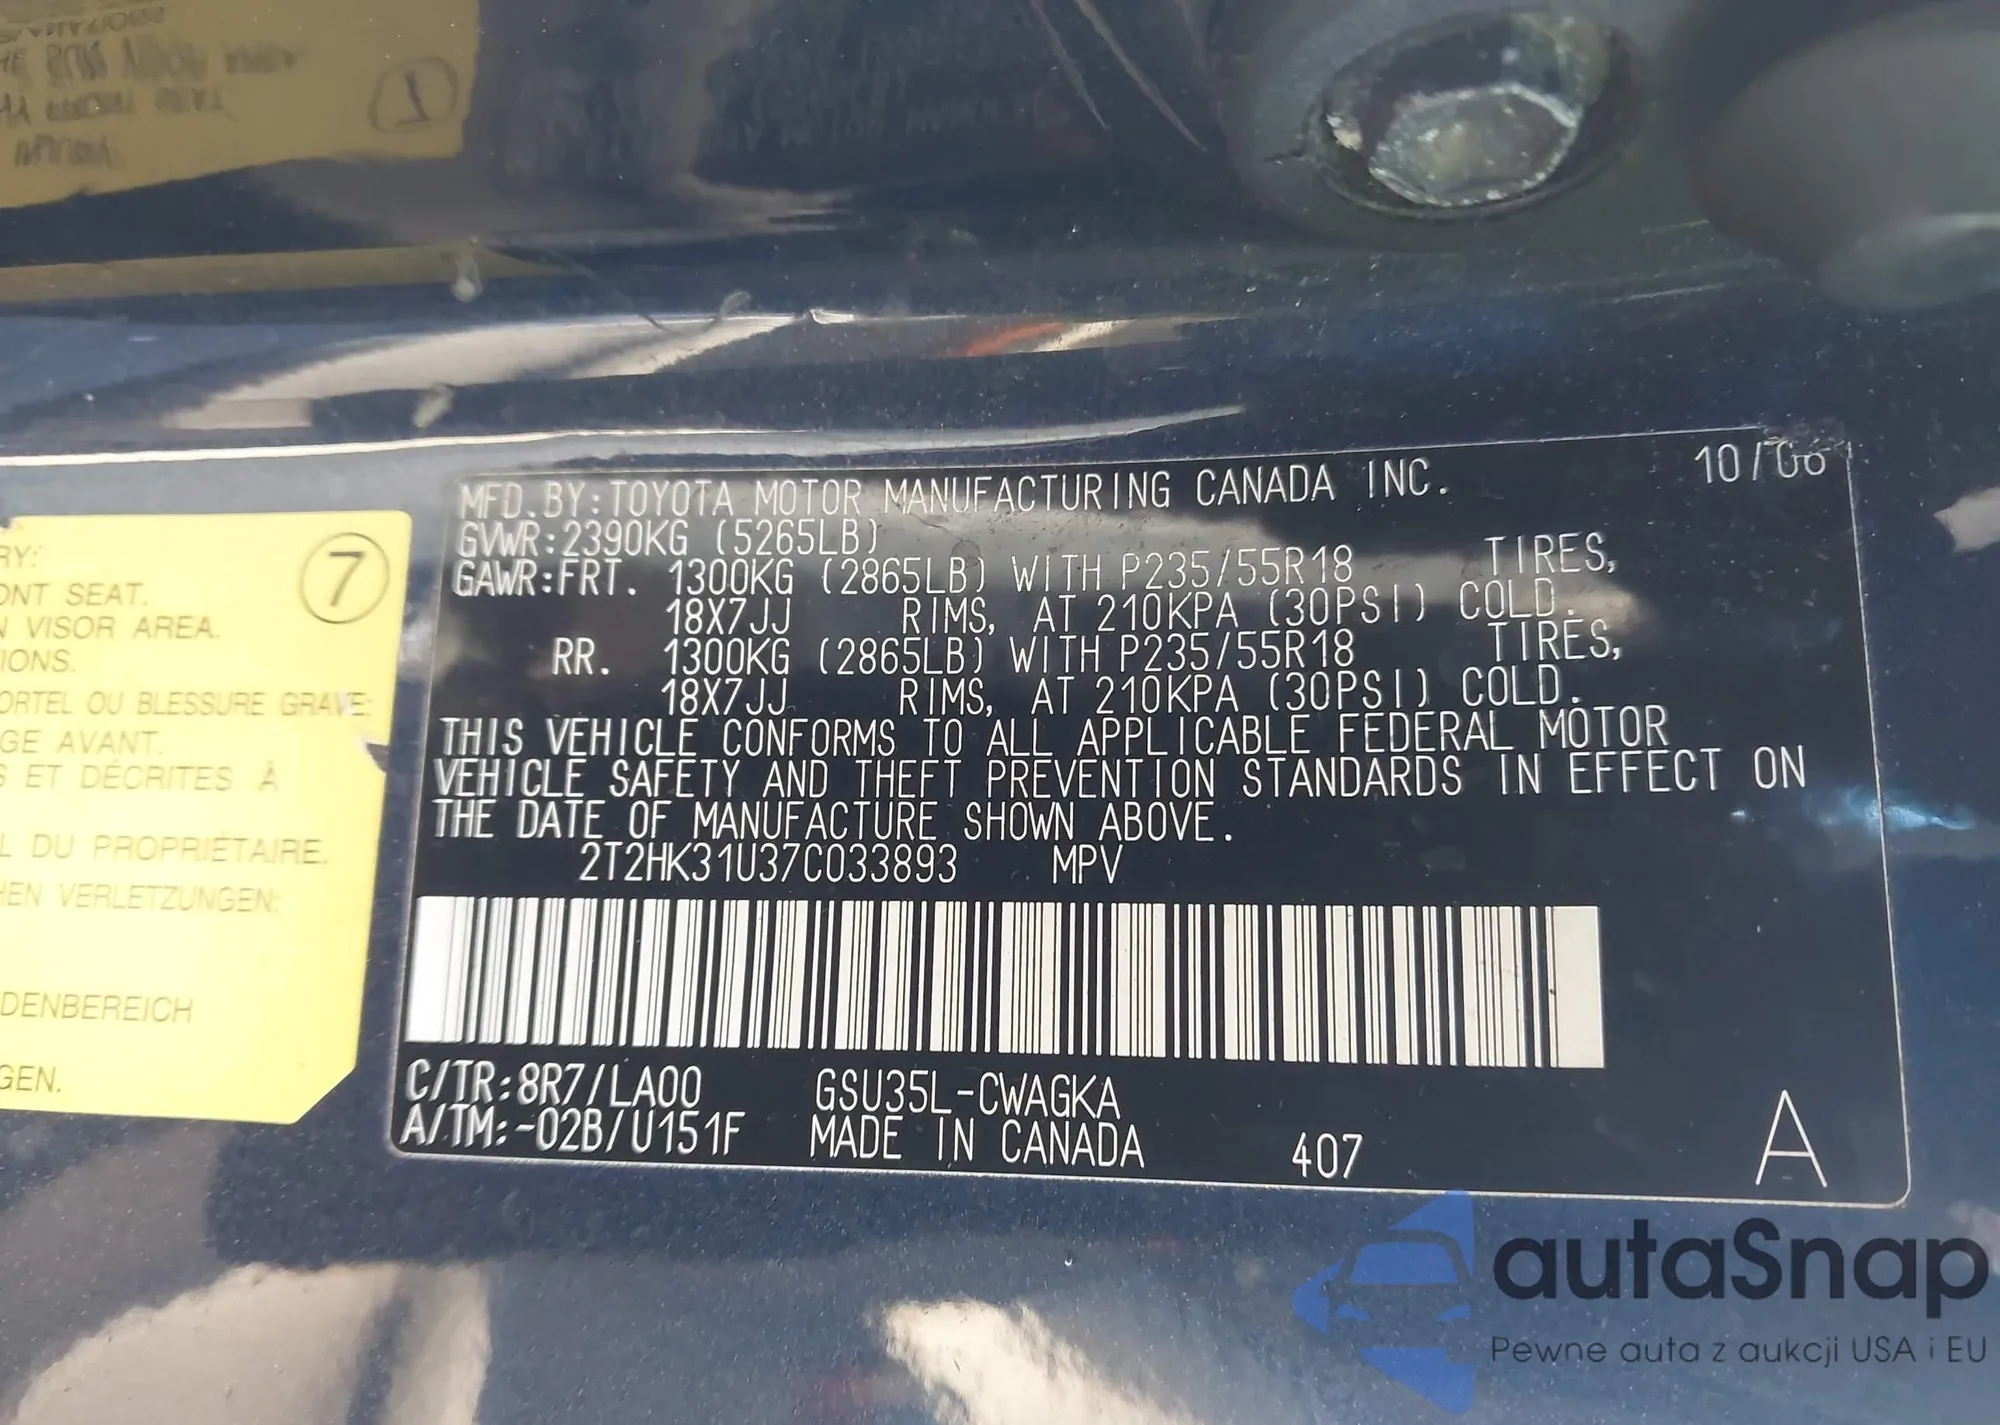 7
RY:
ONT SEAT.
VISOR AREA.
IONS.
ORTEL OU BLESSURE GRAVE:
GE AVANT.
S ET DÉCRITES À
L DU PROPRIÉTAIRE.
HEN VERLETZUNGEN:
DENBEREICH
GEN.
MFD.BY:TOYOTA MOTOR MANUFACTURING CANADA INC. 10/06
GVWR:2390KG (5265LB)
GAWR:FRT. 1300KG (2865LB) WITH P235/55R18 TIRES,
18X7JJ RIMS, AT 210KPA (30PSI) COLD.
RR. 1300KG (2865LB) WITH P235/55R18 TIRES,
18X7JJ RIMS, AT 210KPA (30PSI) COLD.
THIS VEHICLE CONFORMS TO ALL APPLICABLE FEDERAL MOTOR
VEHICLE SAFETY AND THEFT PREVENTION STANDARDS IN EFFECT ON
THE DATE OF MANUFACTURE SHOWN ABOVE.
2T2HK31U37C033893 MPV
C/TR:8R7/LA00 GSU35L-CWAGKA
A/TM:-02B/U151F MADE IN CANADA 407 A
autaSnap
Pewne auta z aukcji USA i EU